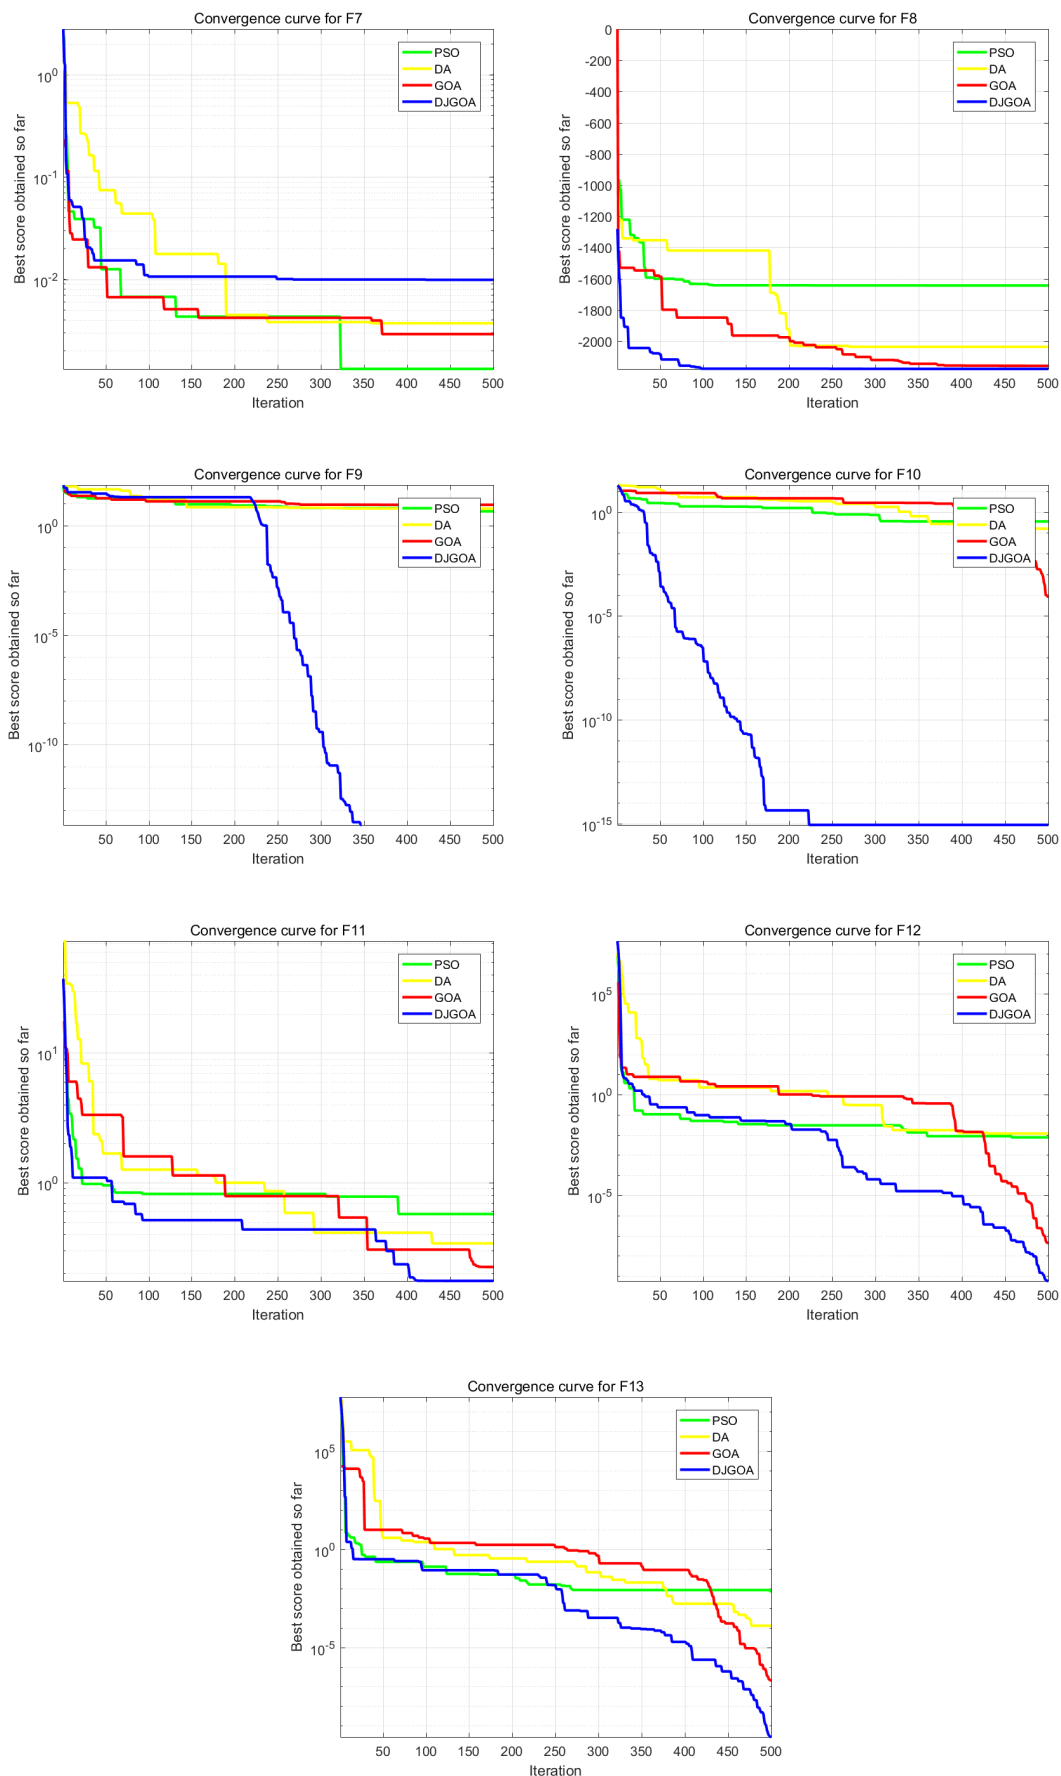 Convergence curve for F7
Best score obtained so far
10^0
10^-1
10^-2
PSO
DA
GOA
DJGOA
50 100 150 200 250 300 350 400 450 500
Iteration
Convergence curve for F8
Best score obtained so far
0
-200
-400
-600
-800
-1000
-1200
-1400
-1600
-1800
-2000
PSO
DA
GOA
DJGOA
50 100 150 200 250 300 350 400 450 500
Iteration
Convergence curve for F9
Best score obtained so far
10^0
10^-5
10^-10
PSO
DA
GOA
DJGOA
50 100 150 200 250 300 350 400 450 500
Iteration
Convergence curve for F10
Best score obtained so far
10^0
10^-5
10^-10
10^-15
PSO
DA
GOA
DJGOA
50 100 150 200 250 300 350 400 450 500
Iteration
Convergence curve for F11
Best score obtained so far
10^1
10^0
PSO
DA
GOA
DJGOA
50 100 150 200 250 300 350 400 450 500
Iteration
Convergence curve for F12
Best score obtained so far
10^5
10^0
10^-5
PSO
DA
GOA
DJGOA
50 100 150 200 250 300 350 400 450 500
Iteration
Convergence curve for F13
Best score obtained so far
10^5
10^0
10^-5
PSO
DA
GOA
DJGOA
50 100 150 200 250 300 350 400 450 500
Iteration